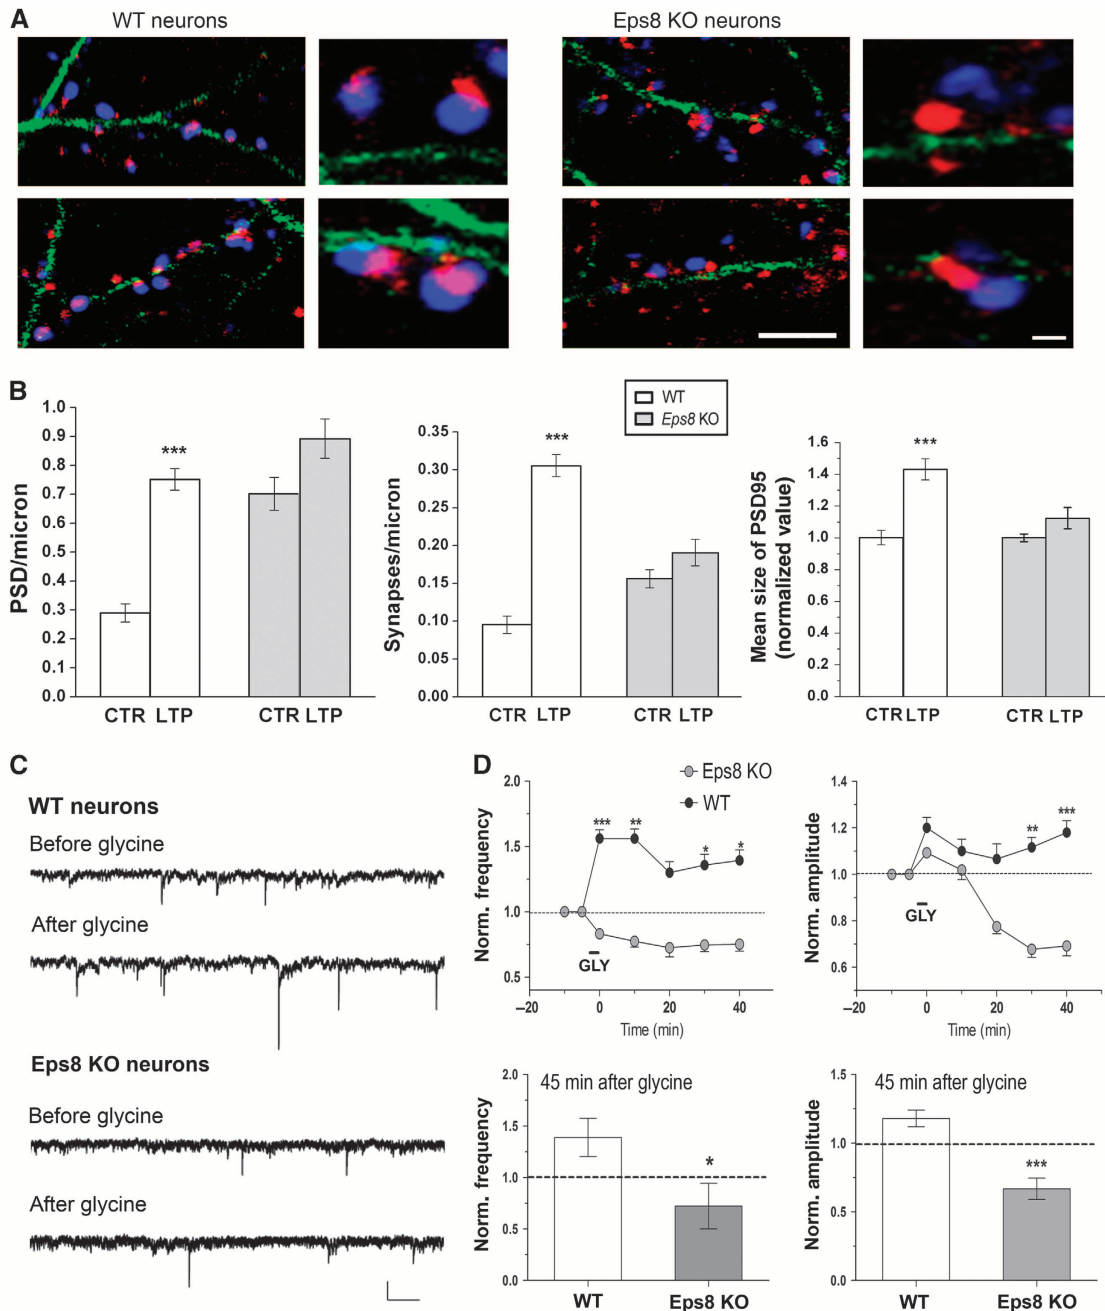 A
WT neurons
Eps8 KO neurons
B
WT
Eps8 KO
PSD/micron
1.0
0.9
0.8
0.7
0.6
0.5
0.4
0.3
0.2
0.1
0.0
***
CTR LTP
CTR LTP
Synapses/micron
0.35
0.30
0.25
0.20
0.15
0.10
0.05
0.00
***
CTR LTP
CTR LTP
Mean size of PSD95
(normalized value)
1.6
1.4
1.2
1.0
0.8
0.6
0.4
0.2
0.0
***
CTR LTP
CTR LTP
C
WT neurons
Before glycine
After glycine
Eps8 KO neurons
Before glycine
After glycine
D
Eps8 KO
WT
Norm. frequency
2.0
1.5
1.0
0.5
***
**
*
*
GLY
–20
0
20
40
Time (min)
Norm. amplitude
1.4
1.2
1.0
0.8
0.6
**
***
GLY
–20
0
20
40
Time (min)
45 min after glycine
Norm. frequency
2.0
1.5
1.0
0.5
0.0
*
WT
Eps8 KO
45 min after glycine
Norm. amplitude
1.5
1.0
0.5
0.0
***
WT
Eps8 KO